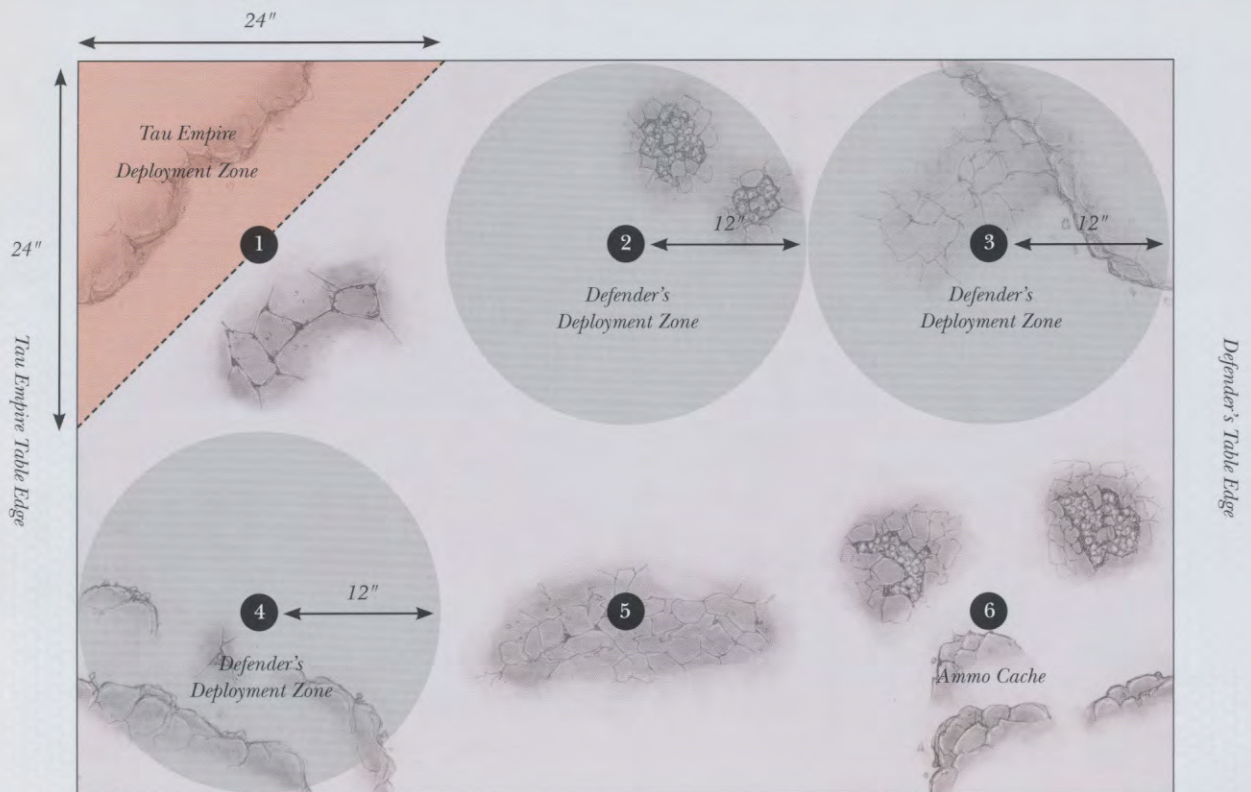 24"
Tau Empire
Deployment Zone
24"
1
2
12"
3
12"
Defender's
Deployment Zone
Defender's
Deployment Zone
Tau Empire Table Edge
Defender's Table Edge
4
12"
5
6
Defender's
Deployment Zone
Ammo Cache